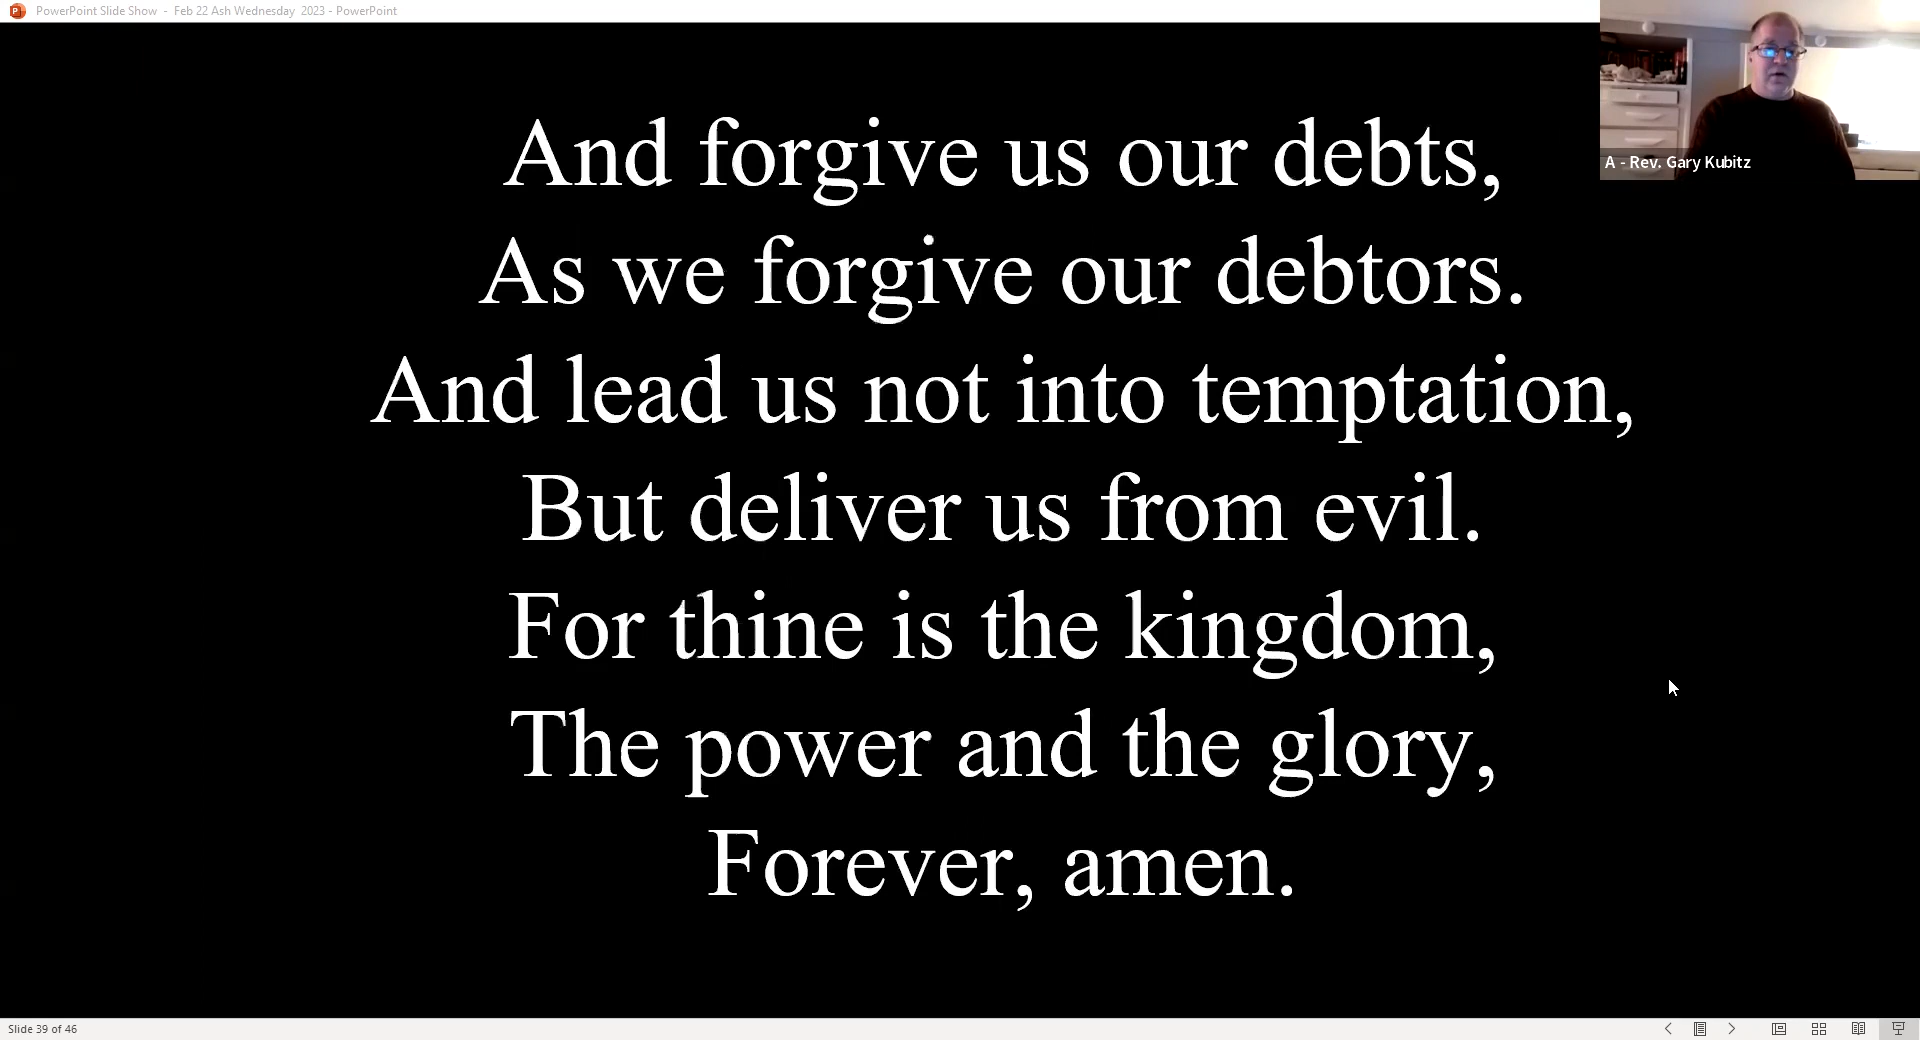 PowerPoint Slide Show - Feb 22 Ash Wednesday 2023 - PowerPoint
A - Rev. Gary Kubitz
And forgive us our debts,
As we forgive our debtors.
And lead us not into temptation,
But deliver us from evil.
For thine is the kingdom,
The power and the glory,
Forever, amen.
Slide 39 of 46